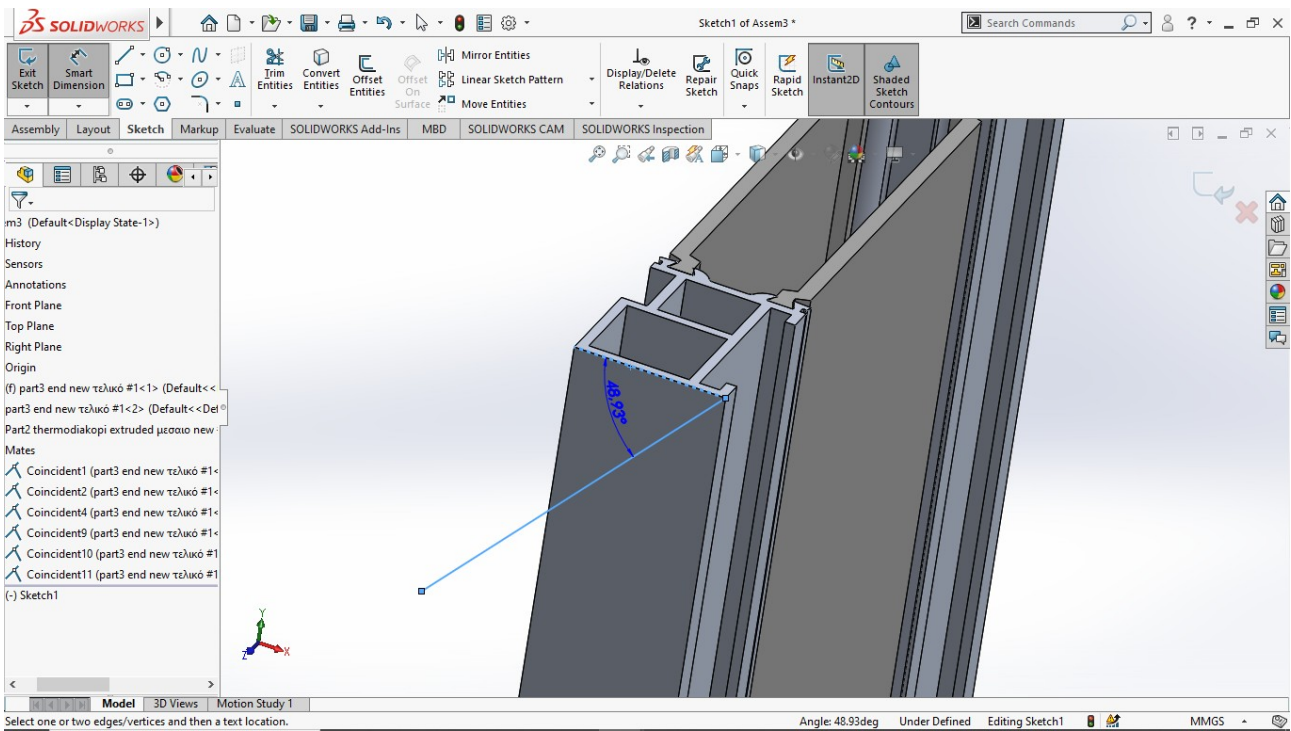 SOLIDWORKS
Sketch1 of Assem3 *
Search Commands
?
Exit Sketch
Smart Dimension
Trim Entities
Convert Entities
Offset Entities
Offset On Surface
Mirror Entities
Linear Sketch Pattern
Move Entities
Display/Delete Relations
Repair Sketch
Quick Snaps
Rapid Sketch
Instant2D
Shaded Sketch Contours
Assembly Layout Sketch Markup Evaluate SOLIDWORKS Add-Ins MBD SOLIDWORKS CAM SOLIDWORKS Inspection
em3 (Default<Display State-1>)
History
Sensors
Annotations
Front Plane
Top Plane
Right Plane
Origin
(f) part3 end new τελικό #1<1> (Default<<
part3 end new τελικό #1<2> (Default<<Def
Part2 thermodiakopi extruded μεσαιο new
Mates
Coincident1 (part3 end new τελικό #1<
Coincident2 (part3 end new τελικό #1<
Coincident4 (part3 end new τελικό #1<
Coincident9 (part3 end new τελικό #1<
Coincident10 (part3 end new τελικό #1
Coincident11 (part3 end new τελικό #1
(-) Sketch1
48,93°
Y
X
Z
Model 3D Views Motion Study 1
Select one or two edges/vertices and then a text location.
Angle: 48.93deg Under Defined Editing Sketch1 MMGS